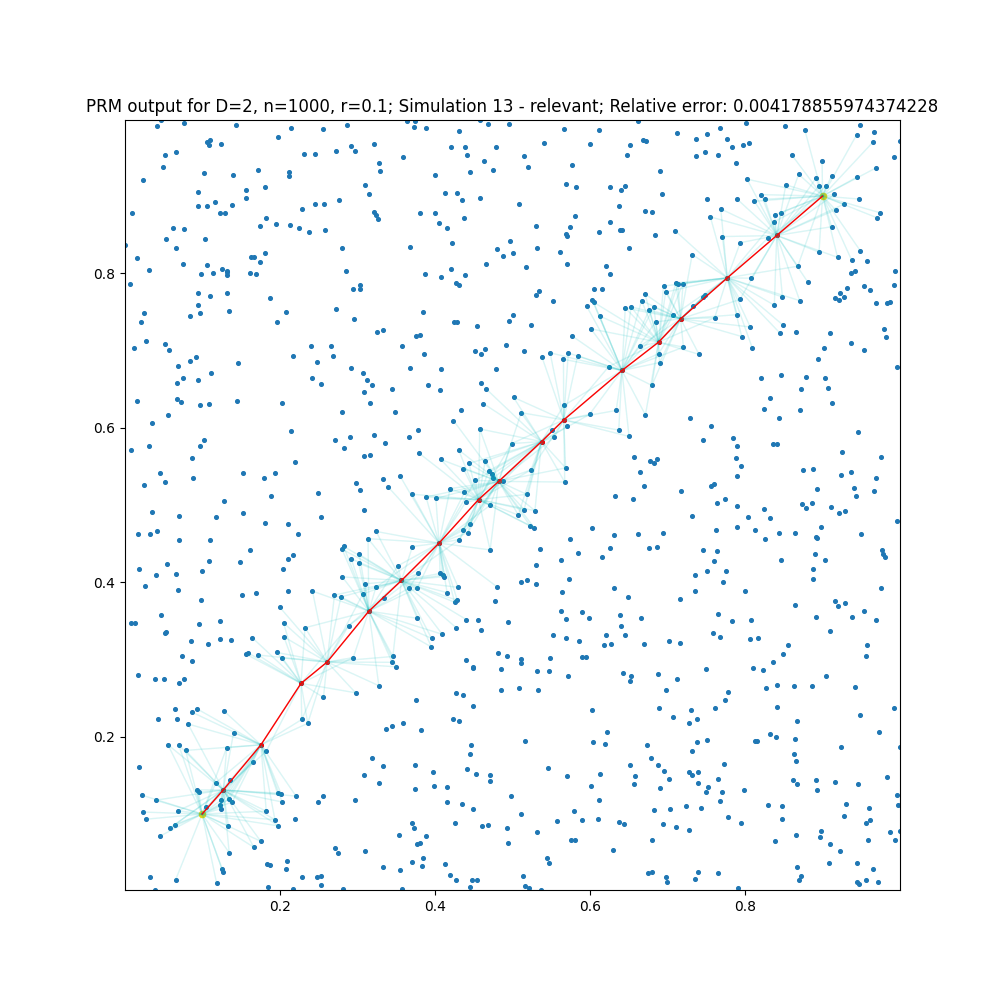 PRM output for D=2, n=1000, r=0.1; Simulation 13 - relevant; Relative error: 0.004178855974374228
0.8
0.6
0.4
0.2
0.2 0.4 0.6 0.8